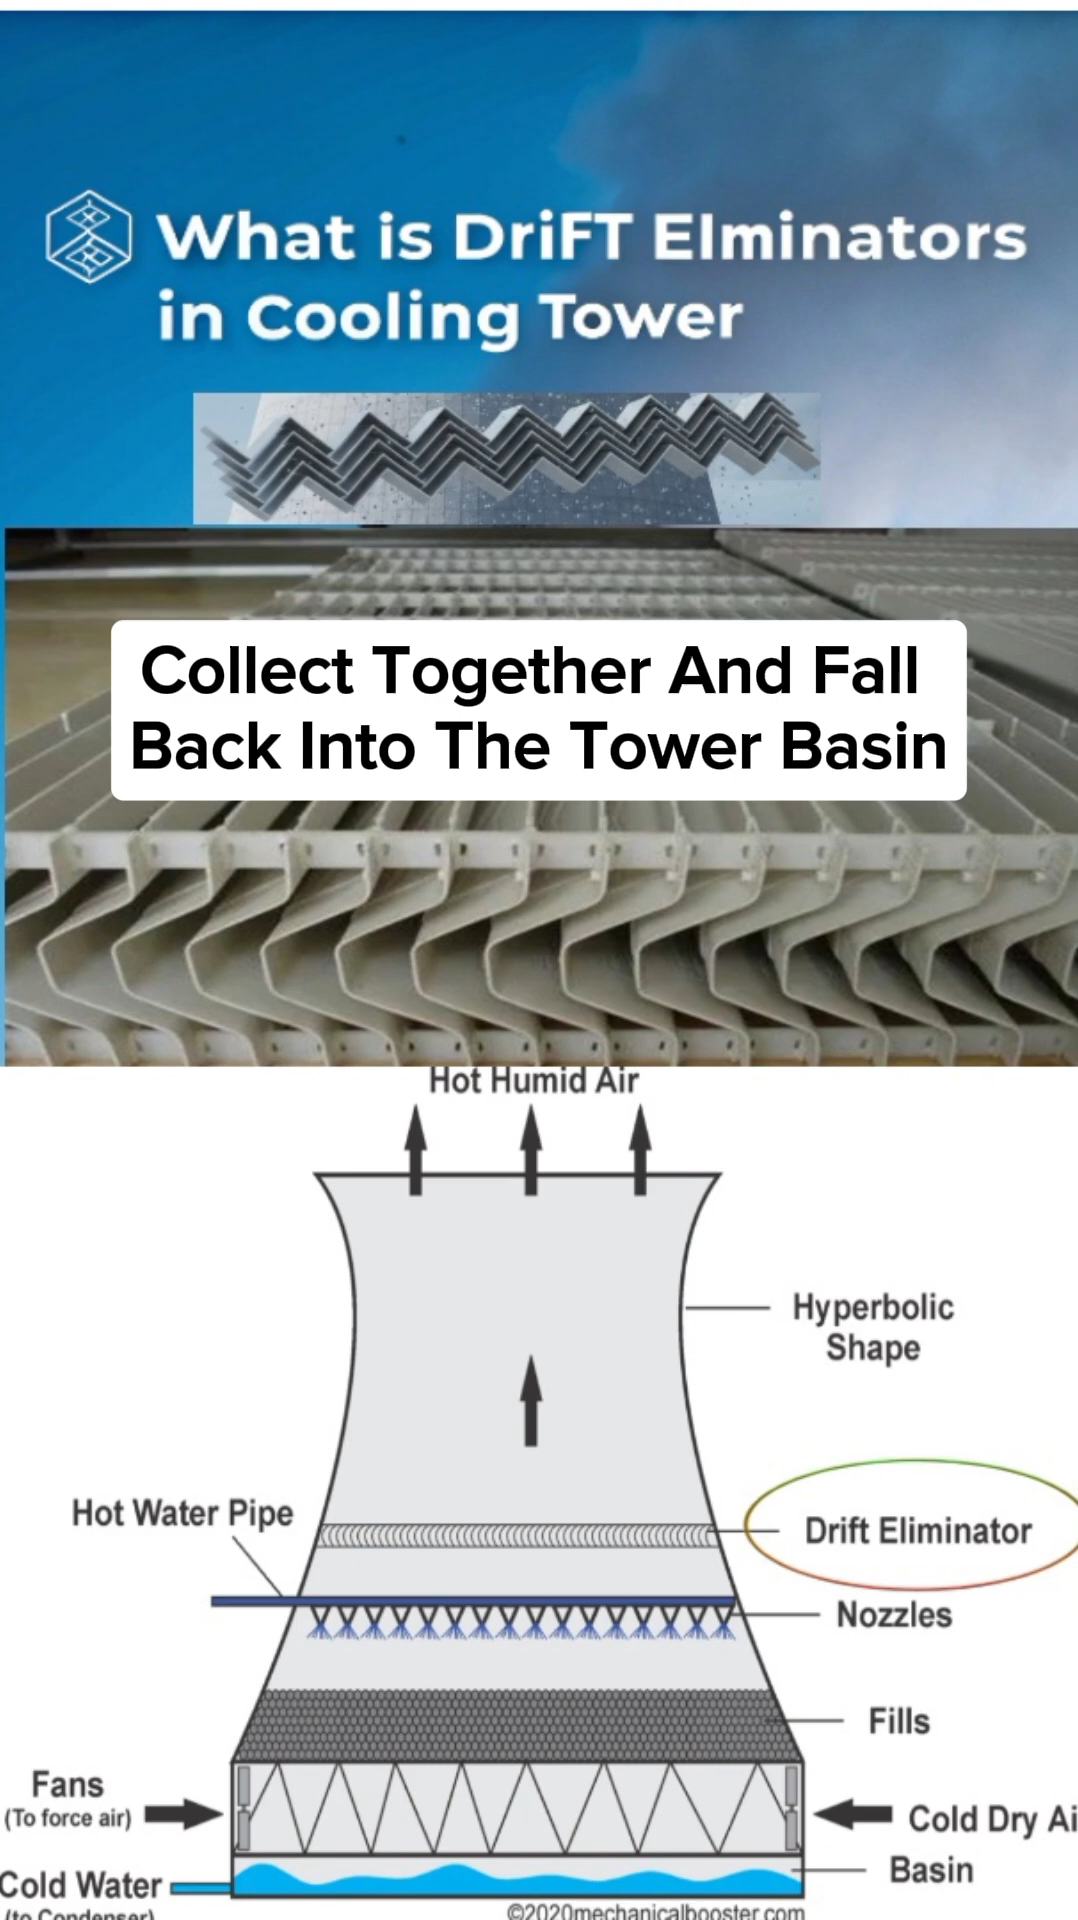 What is DriFT Elminators
in Cooling Tower
Collect Together And Fall
Back Into The Tower Basin
Hot Humid Air
Hyperbolic
Shape
Hot Water Pipe
Drift Eliminator
Nozzles
Fills
Fans
(To force air)
Cold Dry Ai
Basin
Cold Water
(to Condenser)
©2020mechanicalbooster.com